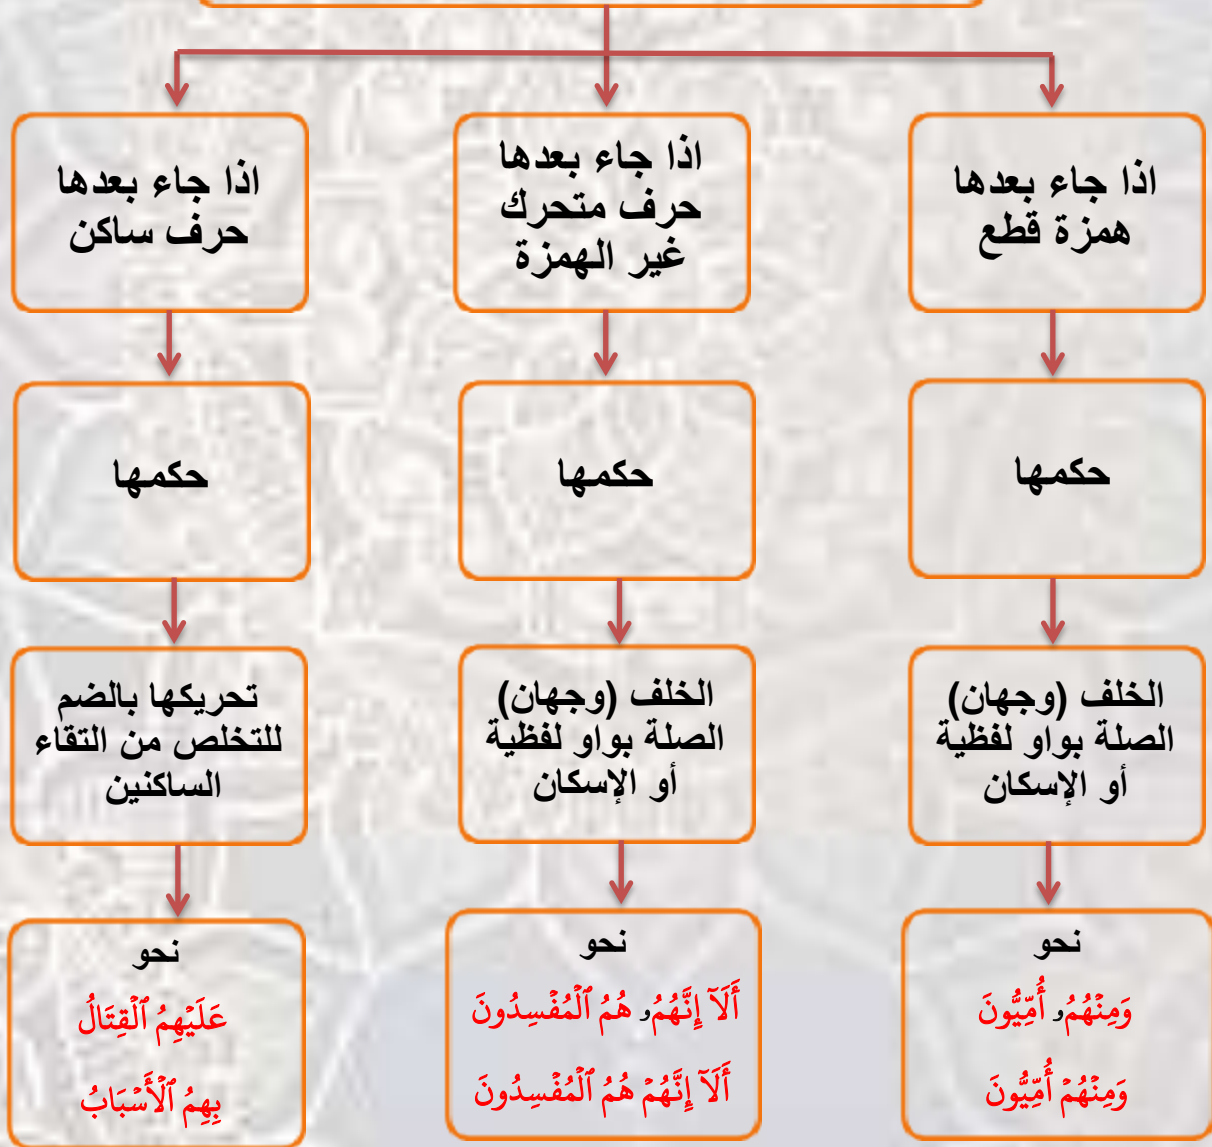 اذا جاء بعدها
همزة قطع
اذا جاء بعدها
حرف متحرك
غير الهمزة
اذا جاء بعدها
حرف ساكن
حكمها
حكمها
حكمها
الخلف (وجهان)
الصلة بواو لفظية
أو الإسكان
الخلف (وجهان)
الصلة بواو لفظية
أو الإسكان
تحريكها بالضم
للتخلص من التقاء
الساكنين
نحو
وَمِنۡهُمُۥ أُمِّيُّونَ
وَمِنۡهُمۡ أُمِّيُّونَ
نحو
أَلَآ إِنَّهُمُۥ هُمُ ٱلۡمُفۡسِدُونَ
أَلَآ إِنَّهُمۡ هُمُ ٱلۡمُفۡسِدُونَ
نحو
عَلَيۡهِمُ ٱلۡقِتَالُ
بِهِمُ ٱلۡأَسۡبَابُ